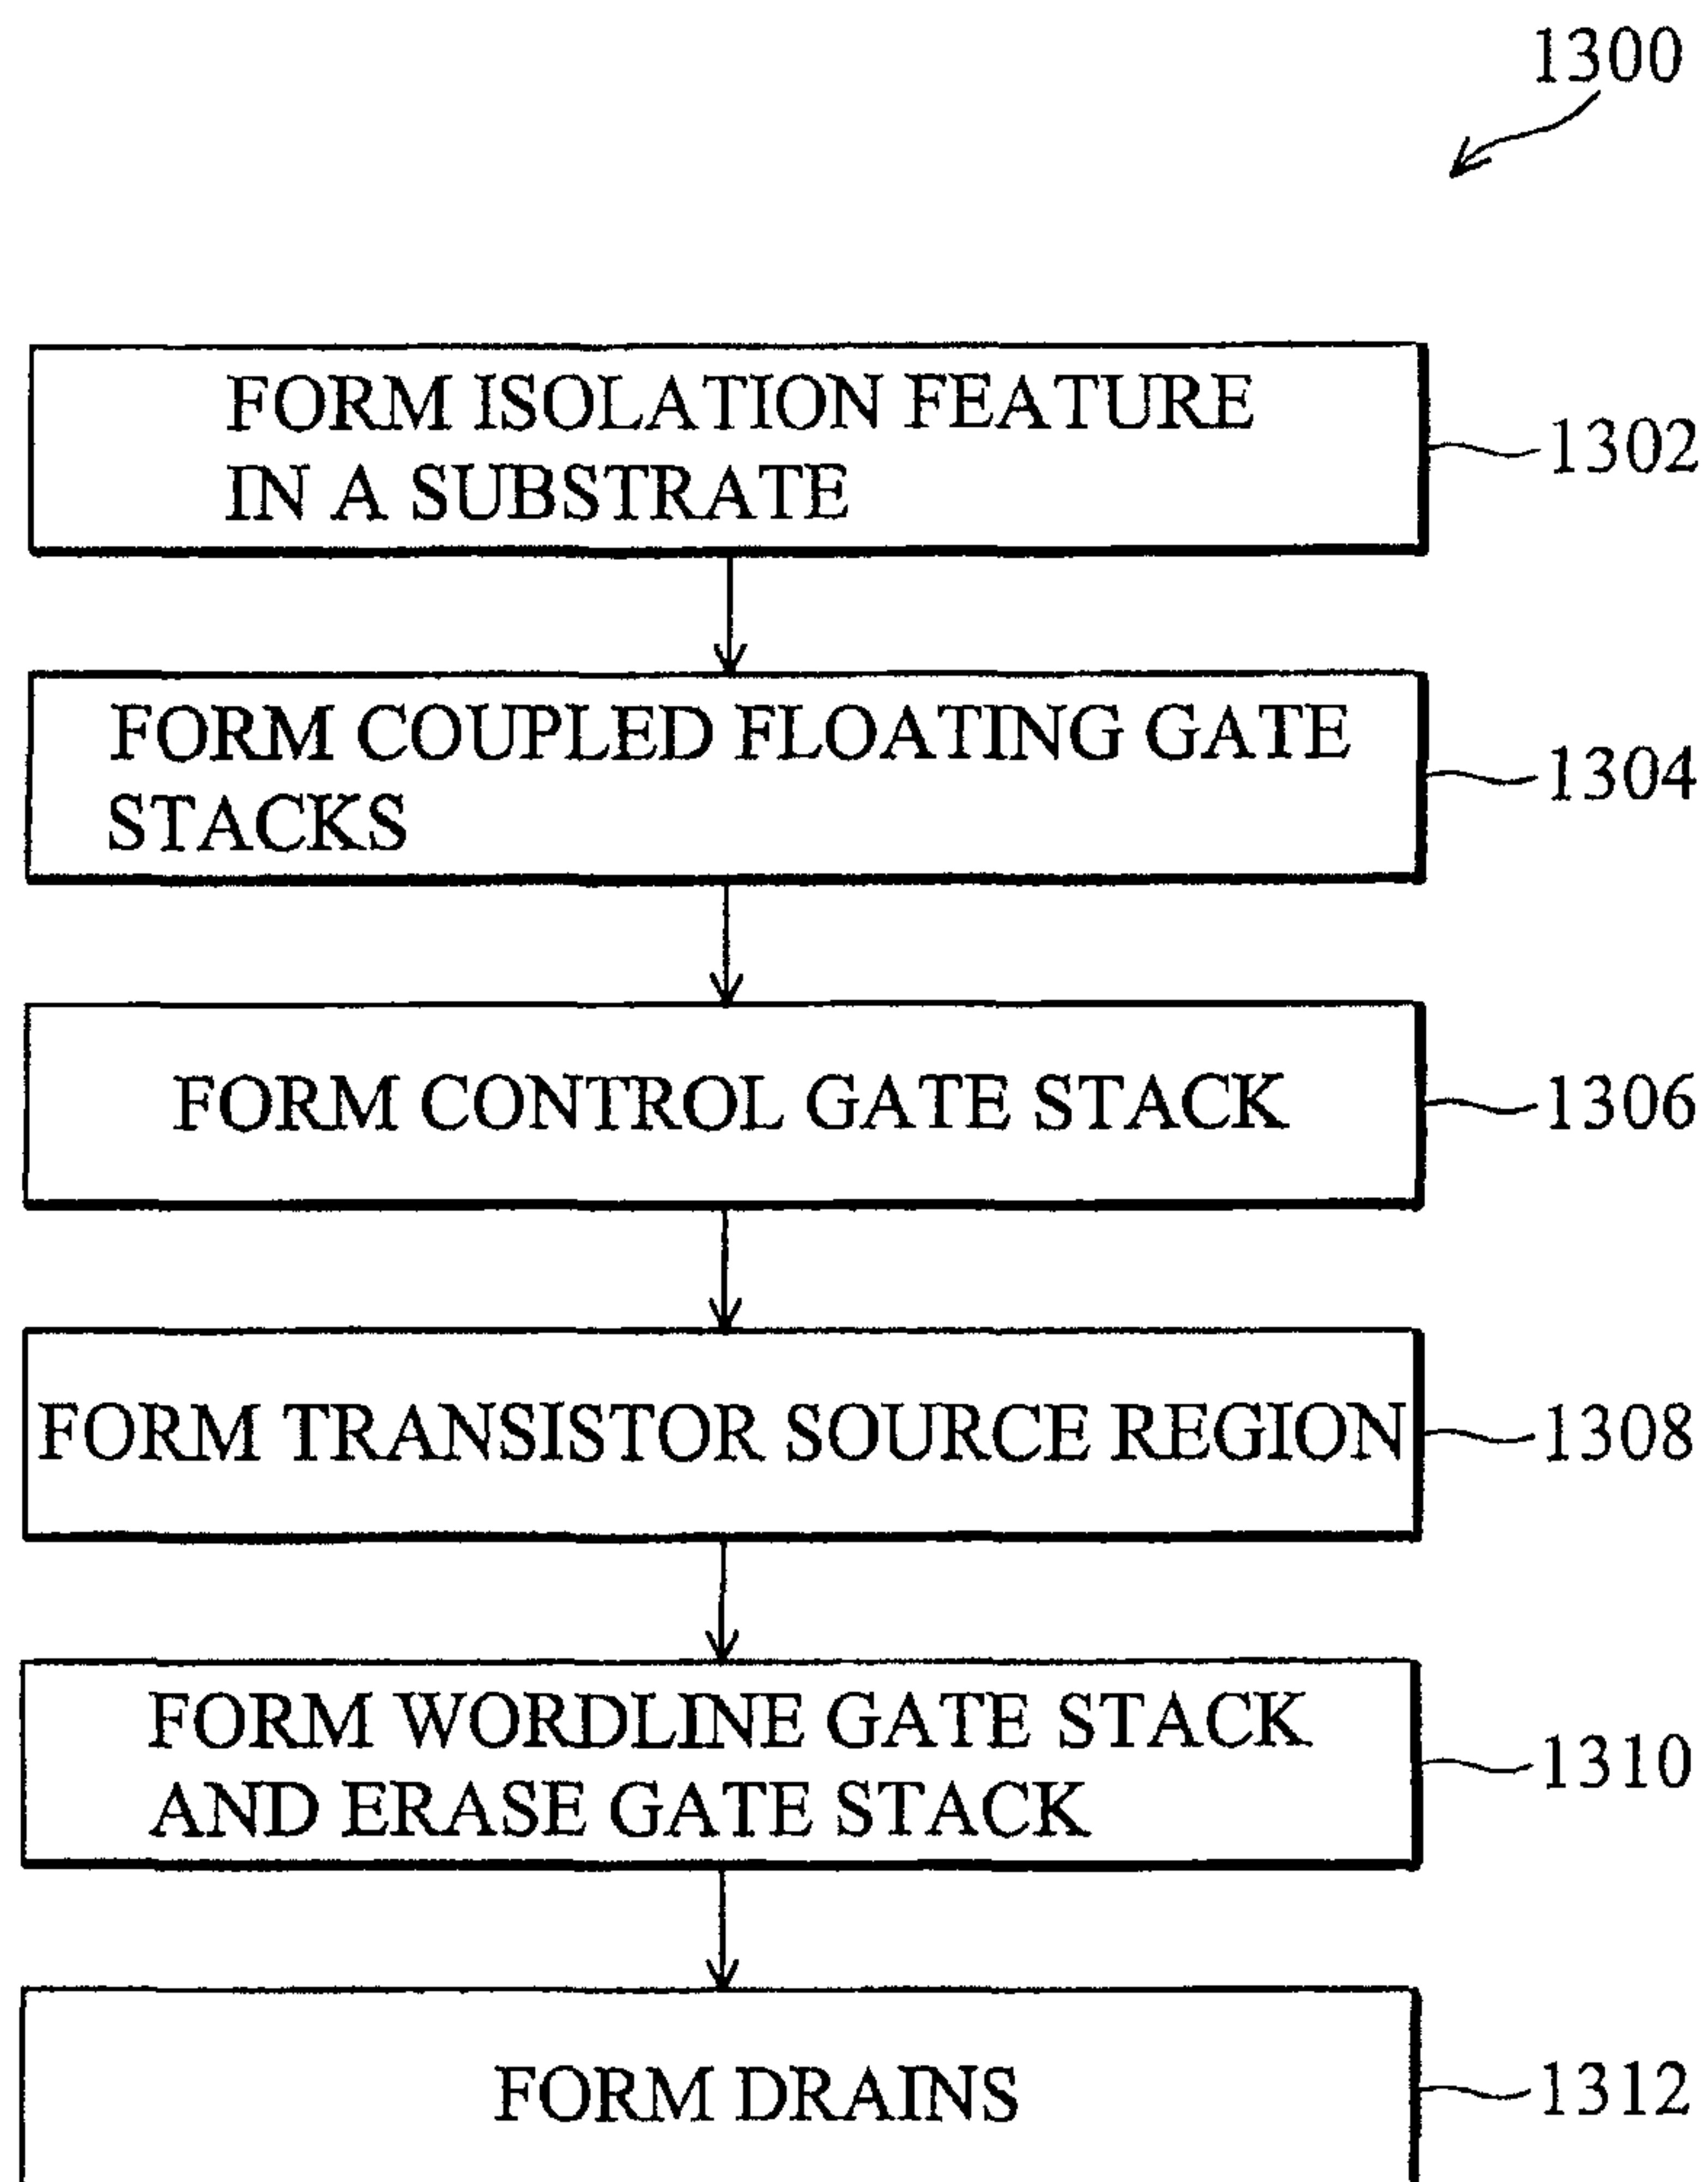 1300
FORM ISOLATION FEATURE
IN A SUBSTRATE
1302
FORM COUPLED FLOATING GATE
STACKS
1304
FORM CONTROL GATE STACK
1306
FORM TRANSISTOR SOURCE REGION
1308
FORM WORDLINE GATE STACK
AND ERASE GATE STACK
1310
FORM DRAINS
1312